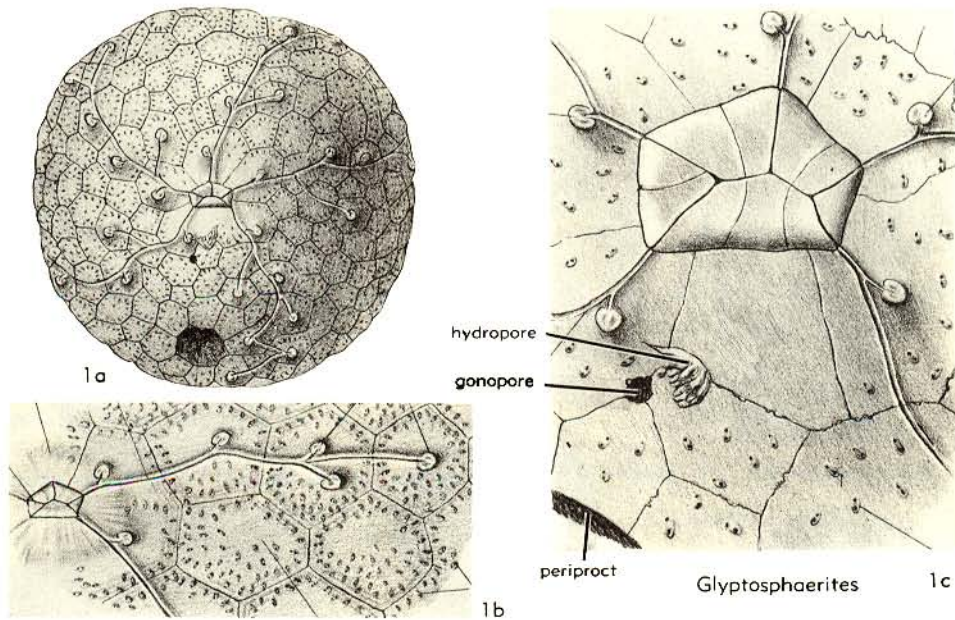 1a
1b
hydropore
gonopore
periproct
Glyptosphaerites
1c